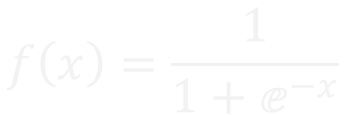 f(x) = 1 / (1 + e^{-x})